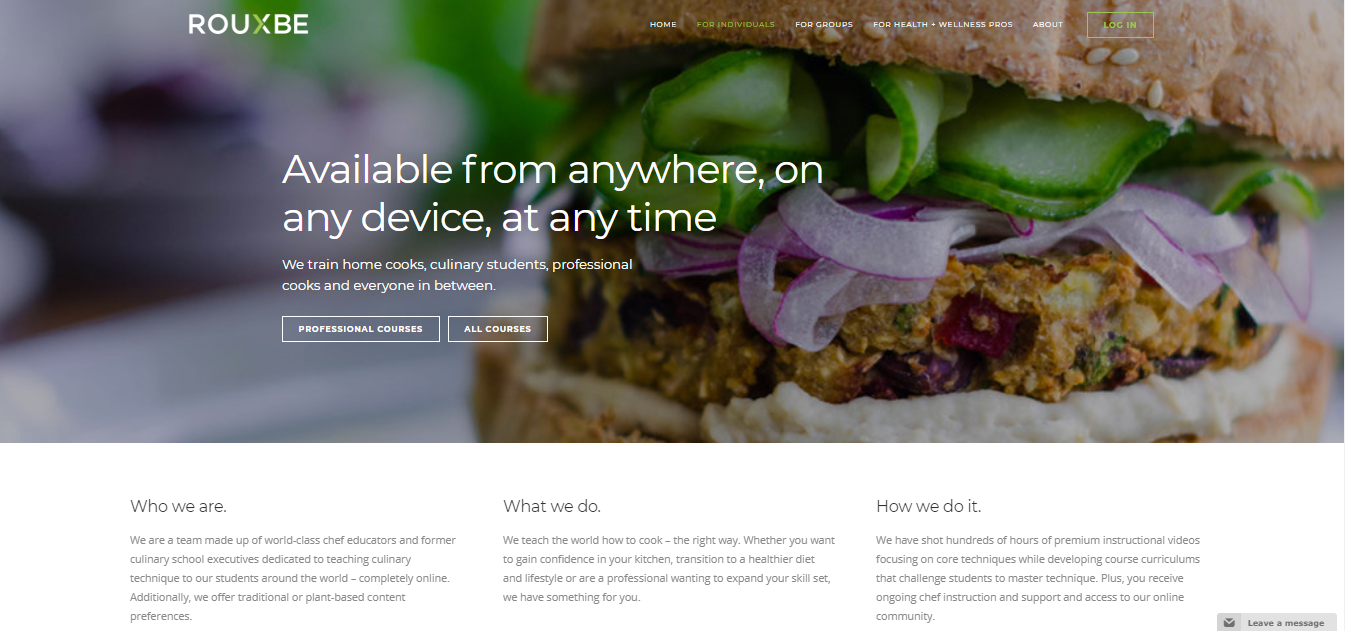 ROUXBE
HOME FOR INDIVIDUALS FOR GROUPS FOR HEALTH + WELLNESS PROS ABOUT LOG IN
Available from anywhere, on
any device, at any time
We train home cooks, culinary students, professional
cooks and everyone in between.
PROFESSIONAL COURSES ALL COURSES
Who we are.
We are a team made up of world-class chef educators and former
culinary school executives dedicated to teaching culinary
technique to our students around the world – completely online.
Additionally, we offer traditional or plant-based content
preferences.
What we do.
We teach the world how to cook – the right way. Whether you want
to gain confidence in your kitchen, transition to a healthier diet
and lifestyle or are a professional wanting to expand your skill set,
we have something for you.
How we do it.
We have shot hundreds of hours of premium instructional videos
focusing on core techniques while developing course curriculums
that challenge students to master technique. Plus, you receive
ongoing chef instruction and support and access to our online
community.
Leave a message